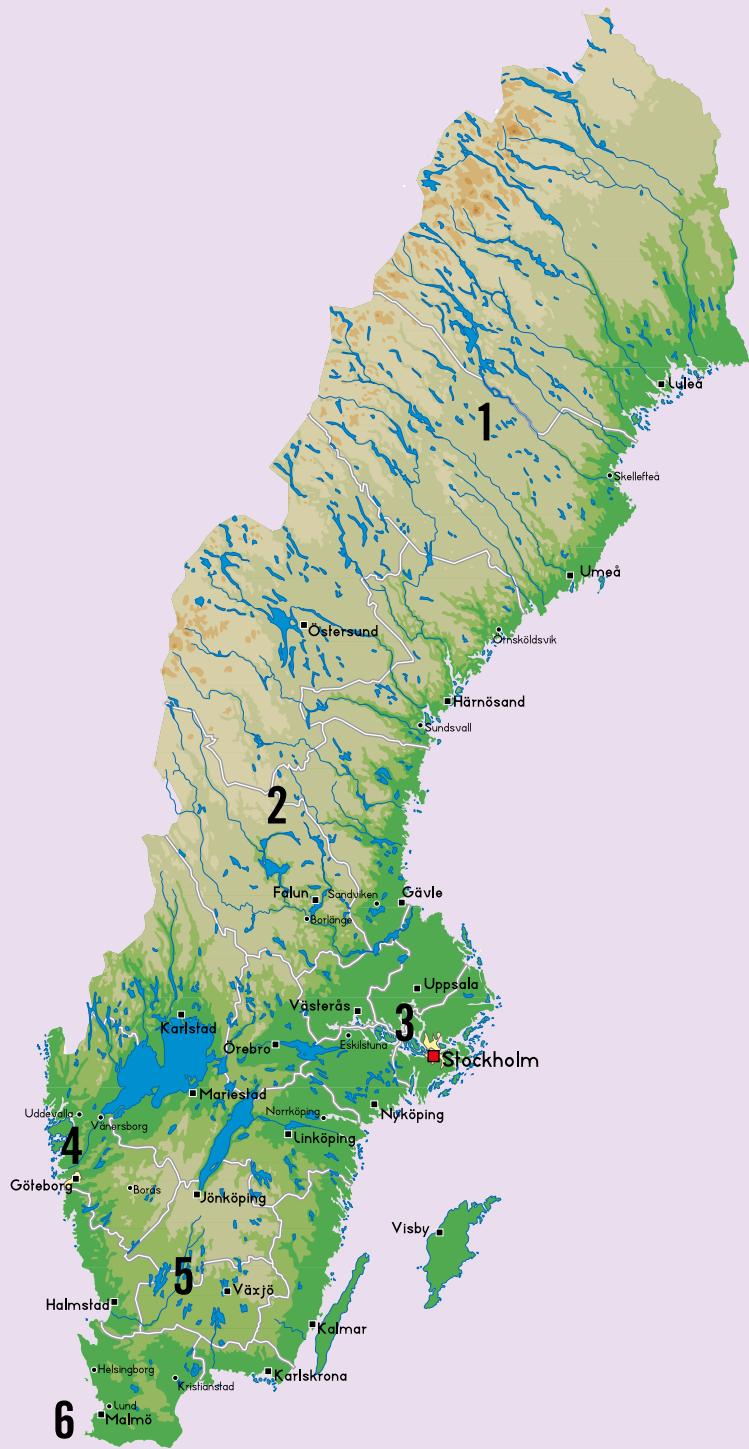 Luleå
1
Skellefteå
Umeå
Östersund
Örnsköldsvik
Härnösand
Sundsvall
2
Falun
Sandviken
Gävle
Borlänge
Uppsala
Västerås
3
Karlstad
Örebro
Eskilstuna
Stockholm
Mariestad
Nyköping
Uddevalla
Vänersborg
Norrköping
Linköping
4
Göteborg
Borås
Jönköping
Visby
5
Växjö
Halmstad
Kalmar
Helsingborg
Kristianstad
Karlskrona
Lund
Malmö
6